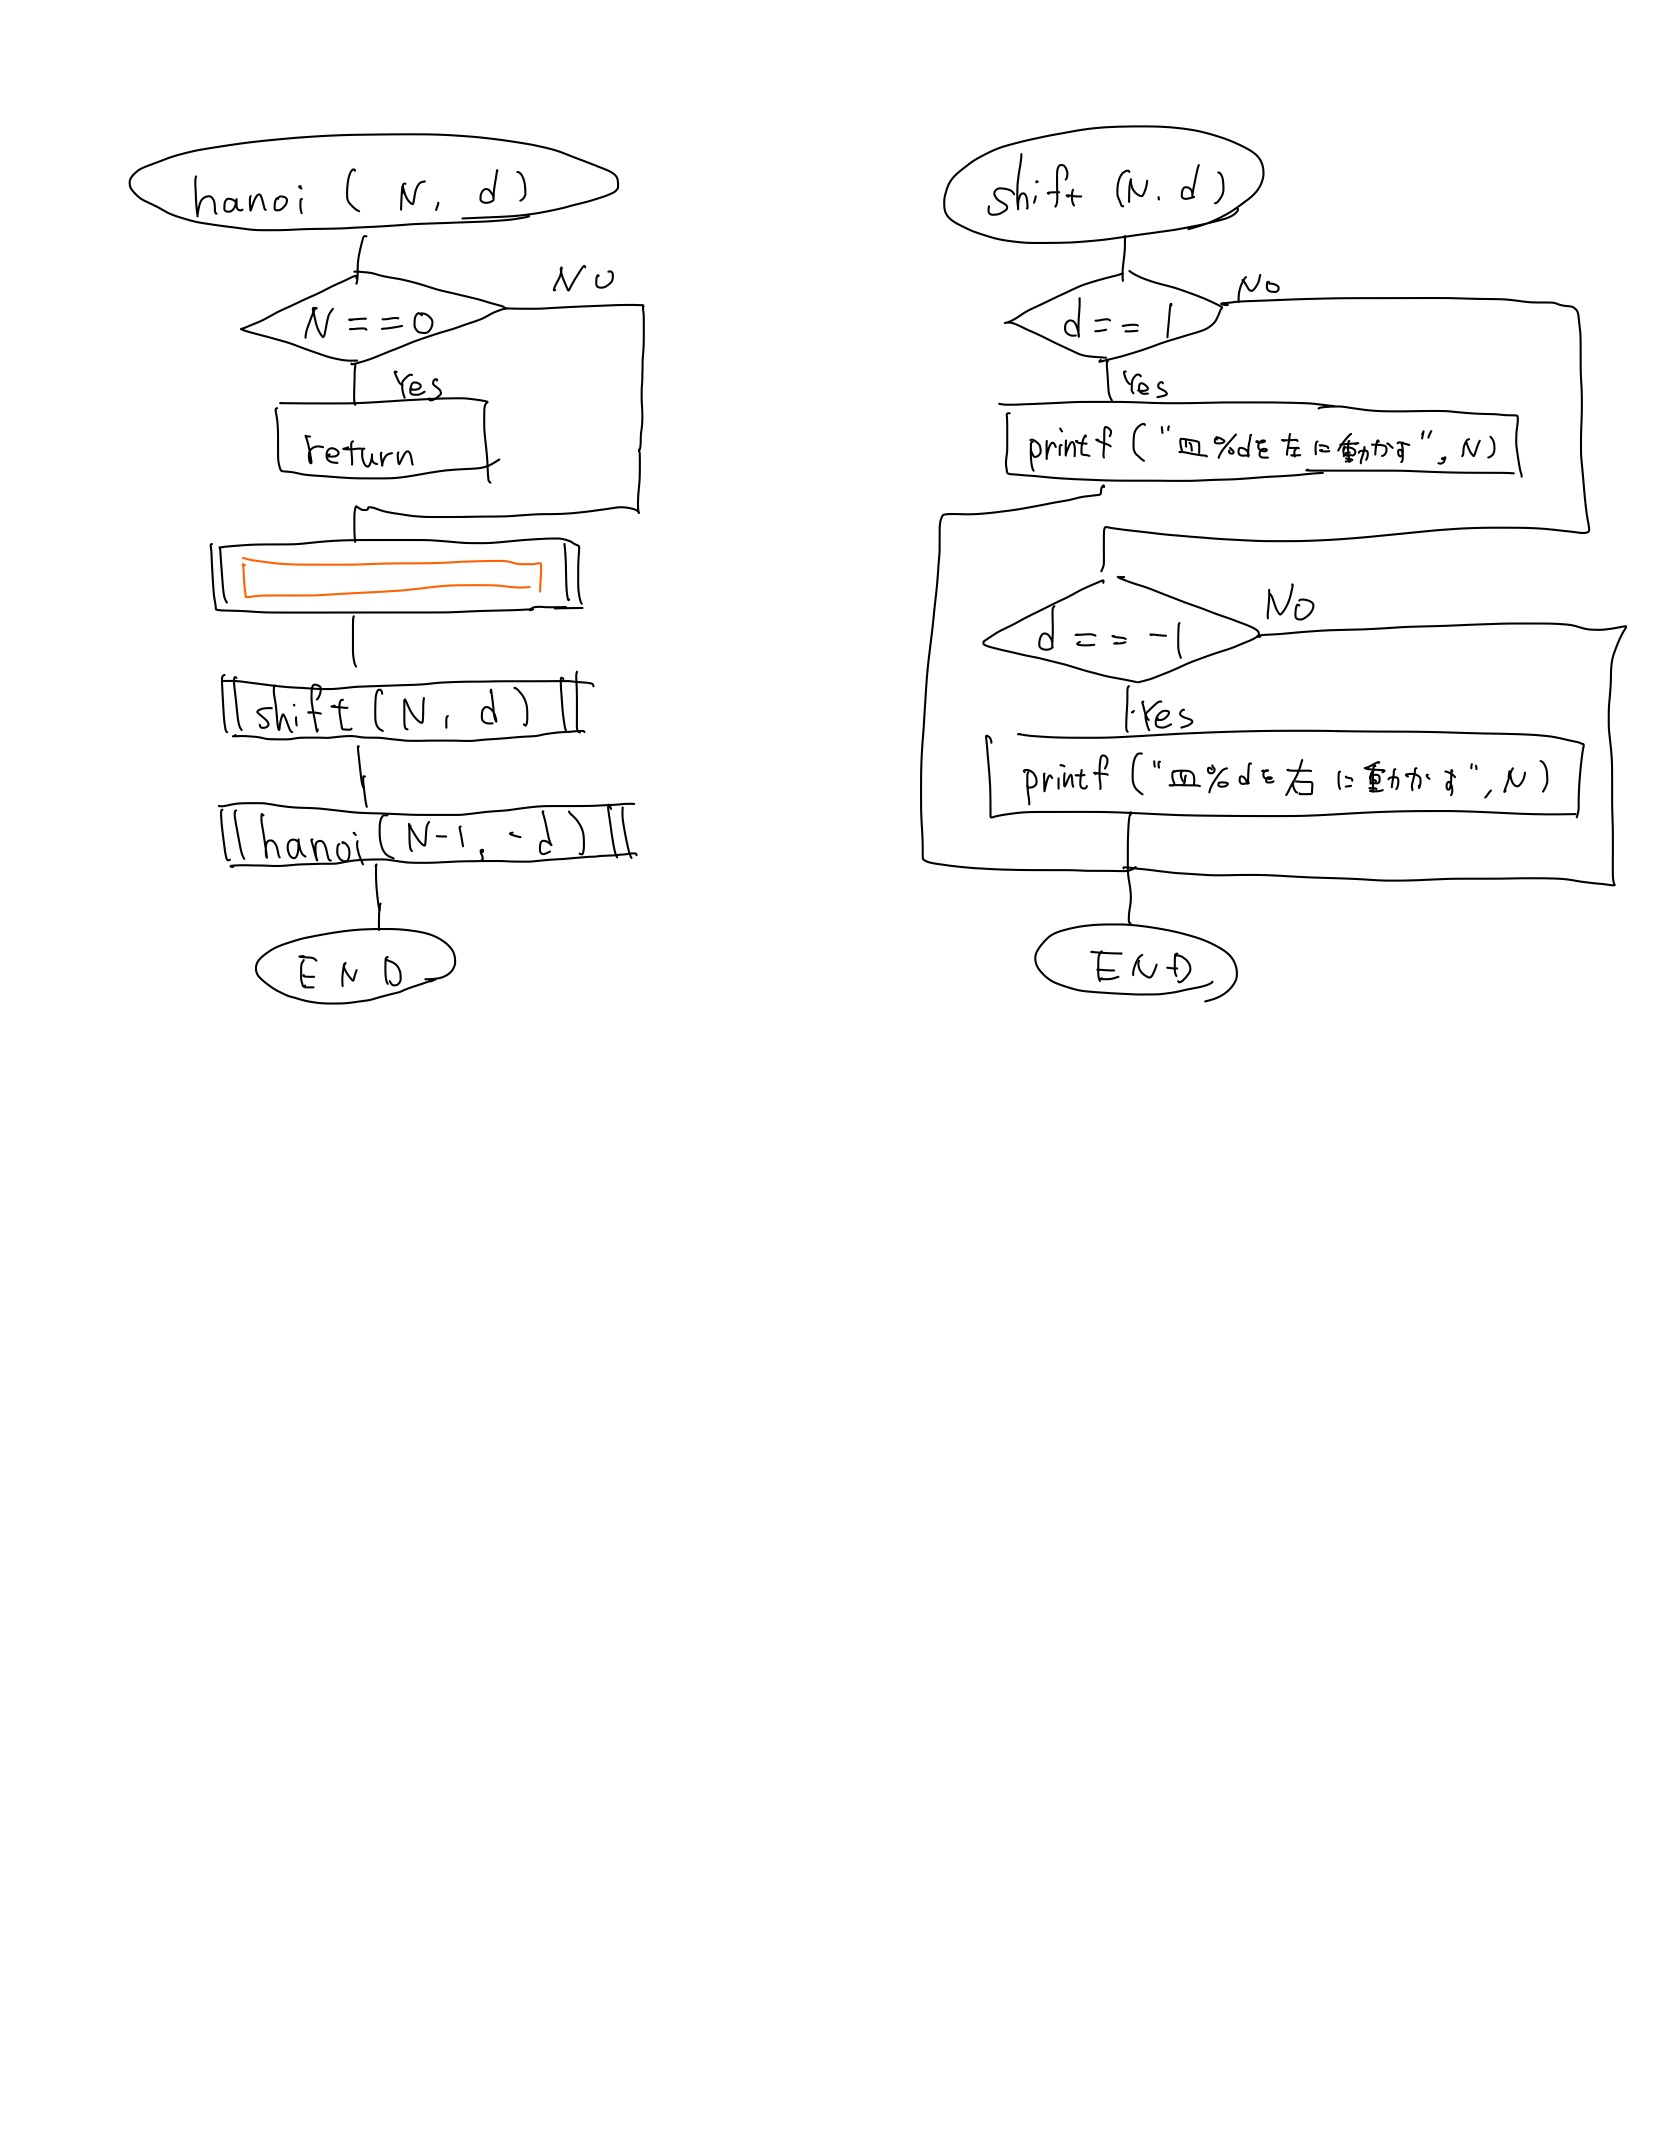 hanoi ( N, d )
NO
N == 0
Yes
return
shift ( N, d )
hanoi ( N-1, -d )
END
shift (N. d )
No
d == 1
Yes
printf ( "皿%dを左に動かす", N )
NO
d == -1
Yes
printf ( "皿%dを右に動かす", N )
END